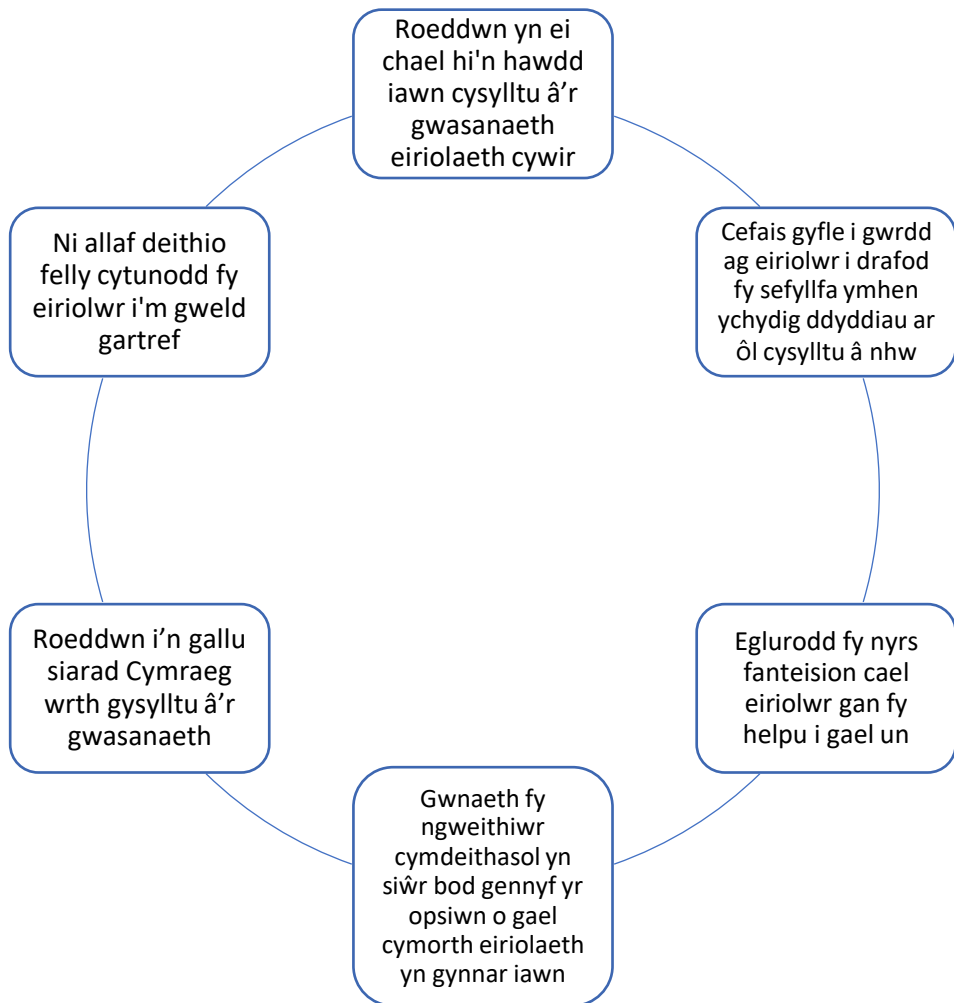 Roeddwn yn ei
chael hi'n hawdd
iawn cysylltu â’r
gwasanaeth
eiriolaeth cywir
Cefais gyfle i gwrdd
ag eiriolwr i drafod
fy sefyllfa ymhen
ychydig ddyddiau ar
ôl cysylltu â nhw
Eglurodd fy nyrs
fanteision cael
eiriolwr gan fy
helpu i gael un
Gwnaeth fy
ngweithiwr
cymdeithasol yn
siŵr bod gennyf yr
opsiwn o gael
cymorth eiriolaeth
yn gynnar iawn
Roeddwn i’n gallu
siarad Cymraeg
wrth gysylltu â’r
gwasanaeth
Ni allaf deithio
felly cytunodd fy
eiriolwr i'm gweld
gartref